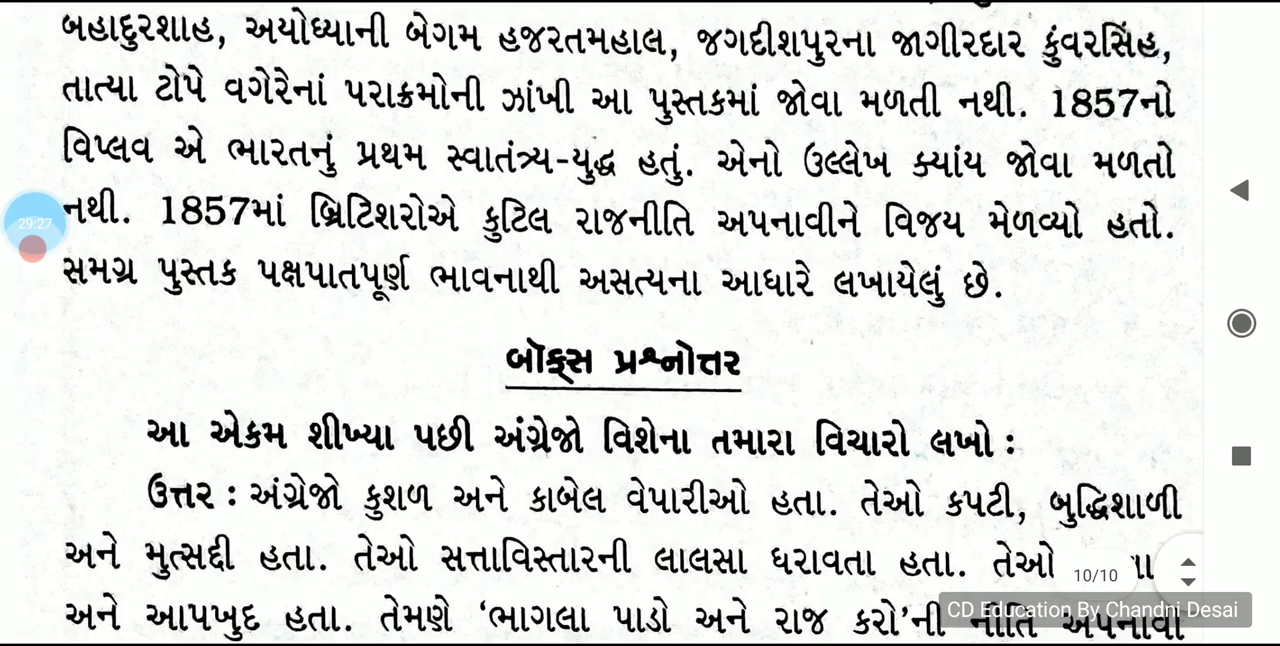 બહાદુરશાહ, અયોધ્યાની બેગમ હજરતમહાલ, જગદીશપુરના જાગીરદાર કુંવરસિંહ,
તાત્યા ટોપે વગેરેનાં પરાક્રમોની ઝાંખી આ પુસ્તકમાં જોવા મળતી નથી. 1857નો
વિપ્લવ એ ભારતનું પ્રથમ સ્વાતંત્ર્ય-યુદ્ધ હતું. એનો ઉલ્લેખ ક્યાંય જોવા મળતો
29:27
નથી. 1857માં બ્રિટિશરોએ કુટિલ રાજનીતિ અપનાવીને વિજય મેળવ્યો હતો.
સમગ્ર પુસ્તક પક્ષપાતપૂર્ણ ભાવનાથી અસત્યના આધારે લખાયેલું છે.
બૉક્સ પ્રશ્નોત્તર
આ એકમ શીખ્યા પછી અંગ્રેજો વિશેના તમારા વિચારો લખો :
ઉત્તર : અંગ્રેજો કુશળ અને કાબેલ વેપારીઓ હતા. તેઓ કપટી, બુદ્ધિશાળી
અને મુત્સદ્દી હતા. તેઓ સત્તાવિસ્તારની લાલસા ધરાવતા હતા. તેઓ
10/10
અને આપખુદ હતા. તેમણે ‘ભાગલા પાડો અને રાજ કરો’ની નીતિ અપનાવી
CD Education By Chandni Desai